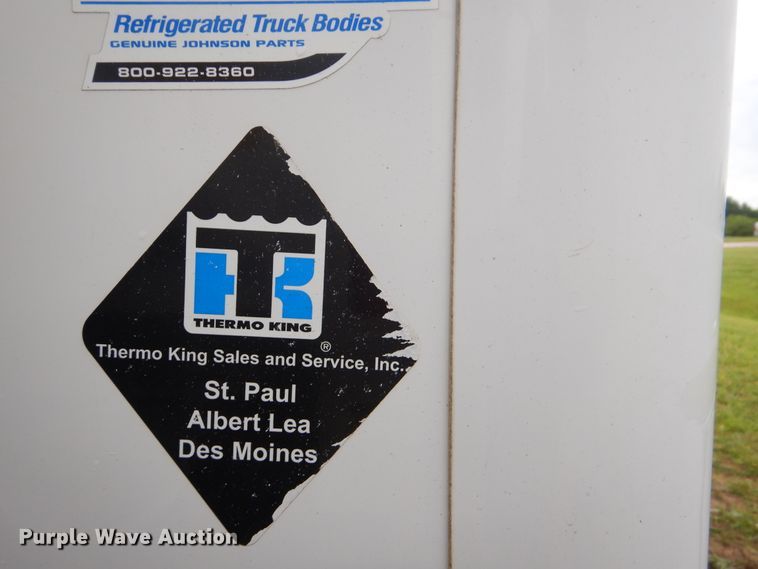 Refrigerated Truck Bodies
GENUINE JOHNSON PARTS
800-922-8360
TK
THERMO KING
®
Thermo King Sales and Service, Inc.
St. Paul
Albert Lea
Des Moines
Purple Wave Auction